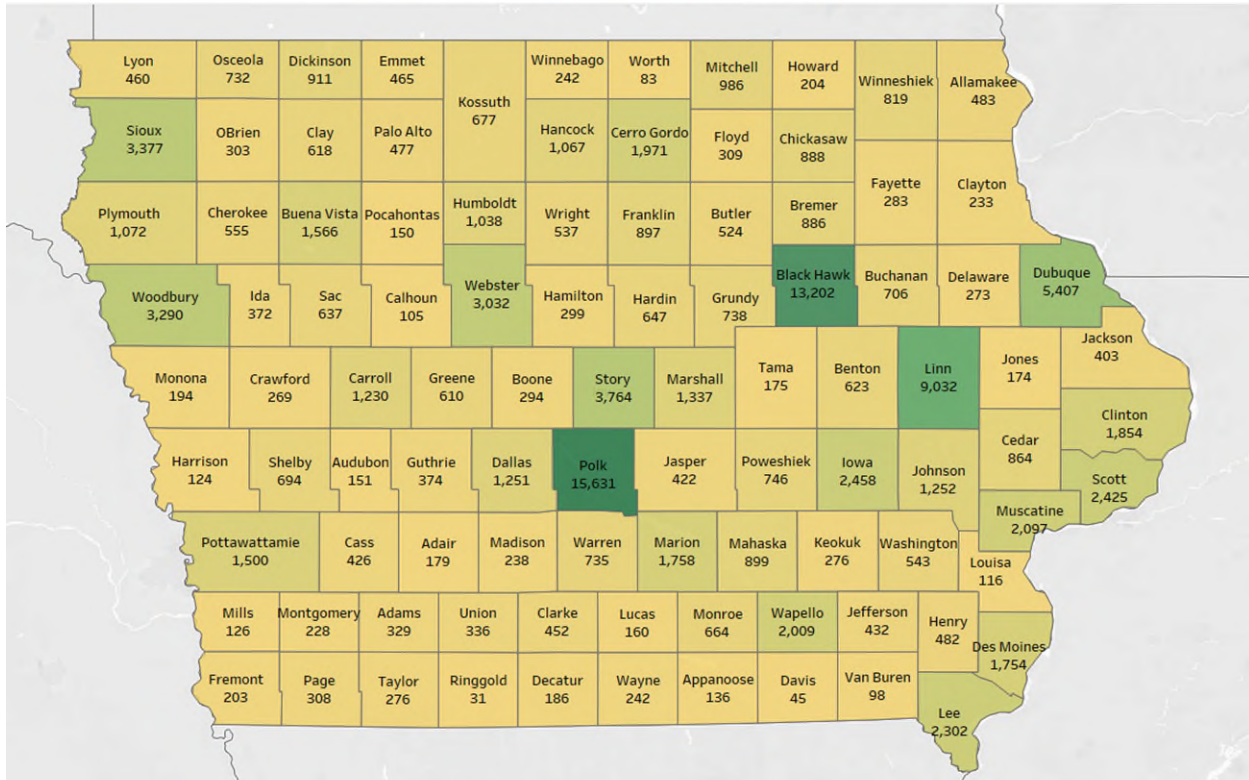 Lyon
460
Osceola
732
Dickinson
911
Emmet
465
Kossuth
677
Winnebago
242
Worth
83
Mitchell
986
Howard
204
Winneshiek
819
Allamakee
483
Sioux
3,377
OBrien
303
Clay
618
Palo Alto
477
Hancock
1,067
Cerro Gordo
1,971
Floyd
309
Chickasaw
888
Fayette
283
Clayton
233
Plymouth
1,072
Cherokee
555
Buena Vista
1,566
Pocahontas
150
Humboldt
1,038
Wright
537
Franklin
897
Butler
524
Bremer
886
Woodbury
3,290
Ida
372
Sac
637
Calhoun
105
Webster
3,032
Hamilton
299
Hardin
647
Grundy
738
Black Hawk
13,202
Buchanan
706
Delaware
273
Dubuque
5,407
Monona
194
Crawford
269
Carroll
1,230
Greene
610
Boone
294
Story
3,764
Marshall
1,337
Tama
175
Benton
623
Linn
9,032
Jones
174
Jackson
403
Clinton
1,854
Harrison
124
Shelby
694
Audubon
151
Guthrie
374
Dallas
1,251
Polk
15,631
Jasper
422
Poweshiek
746
Iowa
2,458
Johnson
1,252
Cedar
864
Scott
2,425
Muscatine
2,097
Pottawattamie
1,500
Cass
426
Adair
179
Madison
238
Warren
735
Marion
1,758
Mahaska
899
Keokuk
276
Washington
543
Louisa
116
Mills
126
Montgomery
228
Adams
329
Union
336
Clarke
452
Lucas
160
Monroe
664
Wapello
2,009
Jefferson
432
Henry
482
Des Moines
1,754
Fremont
203
Page
308
Taylor
276
Ringgold
31
Decatur
186
Wayne
242
Appanoose
136
Davis
45
Van Buren
98
Lee
2,302